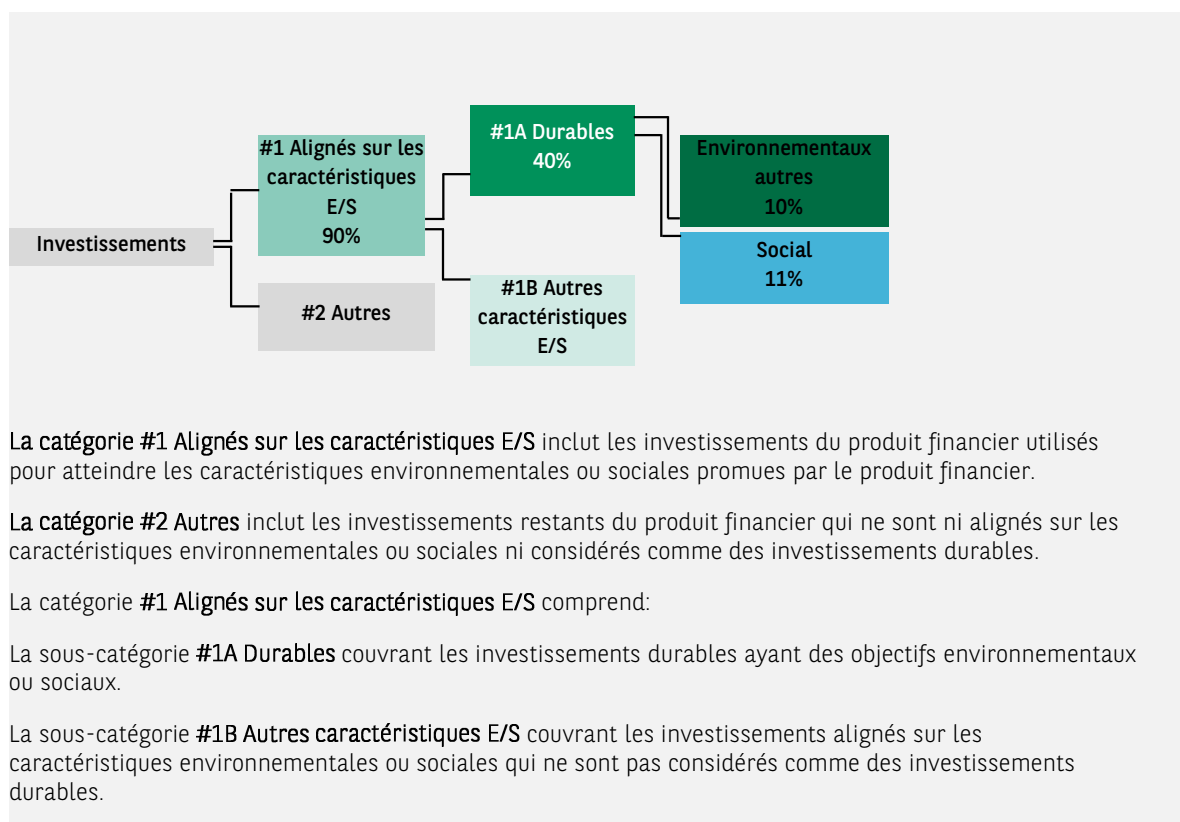 Investissements
#1 Alignés sur les
caractéristiques
E/S
90%
#2 Autres
#1A Durables
40%
#1B Autres
caractéristiques
E/S
Environnementaux
autres
10%
Social
11%
La catégorie #1 Alignés sur les caractéristiques E/S inclut les investissements du produit financier utilisés
pour atteindre les caractéristiques environnementales ou sociales promues par le produit financier.
La catégorie #2 Autres inclut les investissements restants du produit financier qui ne sont ni alignés sur les
caractéristiques environnementales ou sociales ni considérés comme des investissements durables.
La catégorie #1 Alignés sur les caractéristiques E/S comprend:
La sous-catégorie #1A Durables couvrant les investissements durables ayant des objectifs environnementaux
ou sociaux.
La sous-catégorie #1B Autres caractéristiques E/S couvrant les investissements alignés sur les
caractéristiques environnementales ou sociales qui ne sont pas considérés comme des investissements
durables.